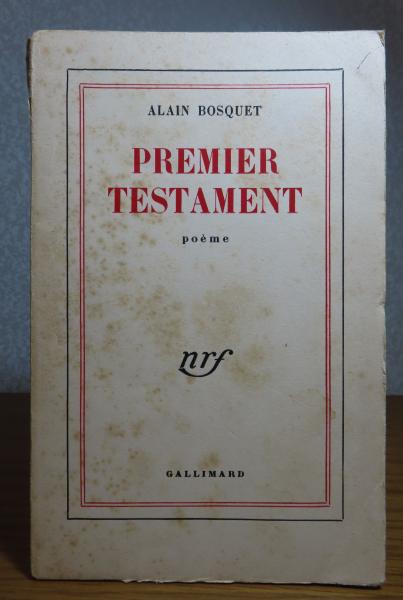 ALAIN BOSQUET
PREMIER
TESTAMENT
poème
nrf
GALLIMARD